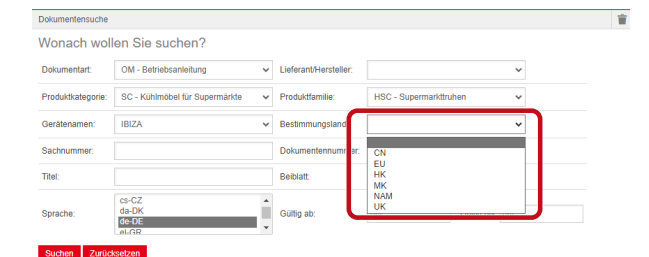 Dokumentensuche
Wonach wollen Sie suchen?
Dokumentart: OM - Betriebsanleitung Lieferant/Hersteller:
Produktkategorie: SC - Kühlmöbel für Supermärkte Produktfamilie: HSC - Supermarkttruhen
Gerätenamen: IBIZA Bestimmungsland
Sachnummer: Dokumentennummer:
CN
EU
HK
MK
NAM
UK
Titel: Beiblatt:
Sprache: cs-CZ
da-DK
de-DE
el-GR
Gültig ab:
Suchen Zurücksetzen